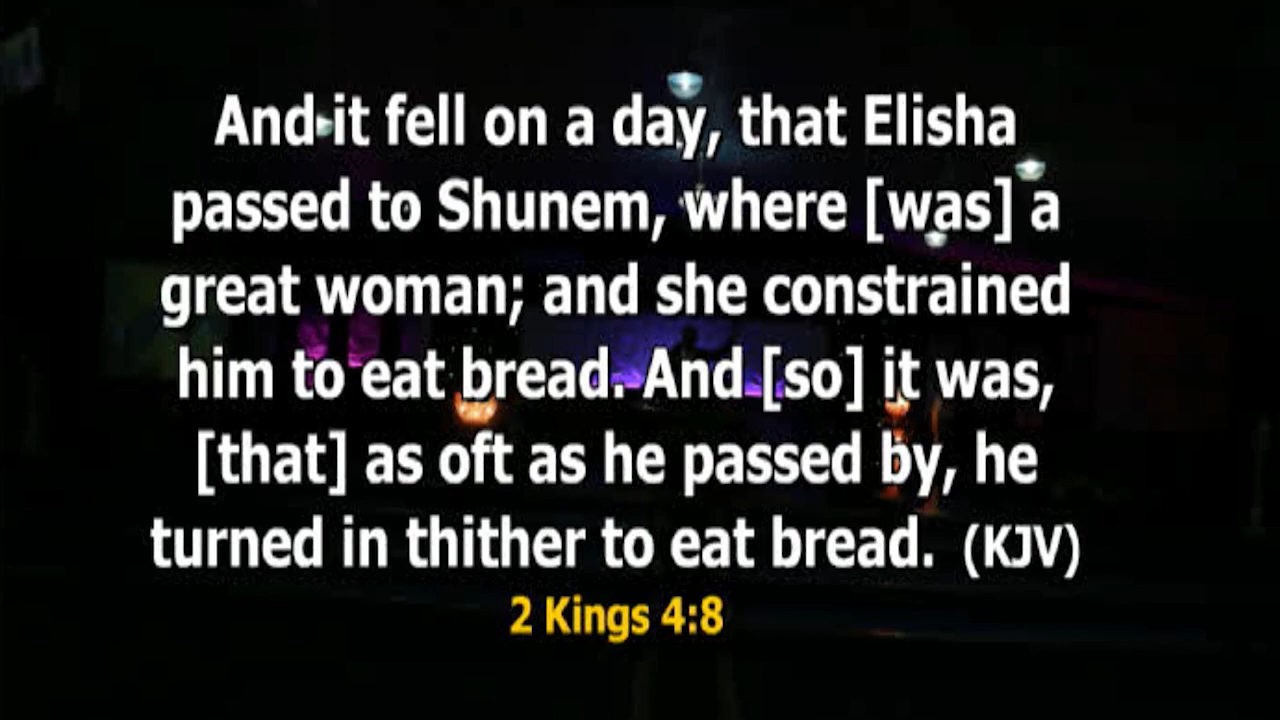 And it fell on a day, that Elisha
passed to Shunem, where [was] a
great woman; and she constrained
him to eat bread. And [so] it was,
[that] as oft as he passed by, he
turned in thither to eat bread. (KJV)
2 Kings 4:8